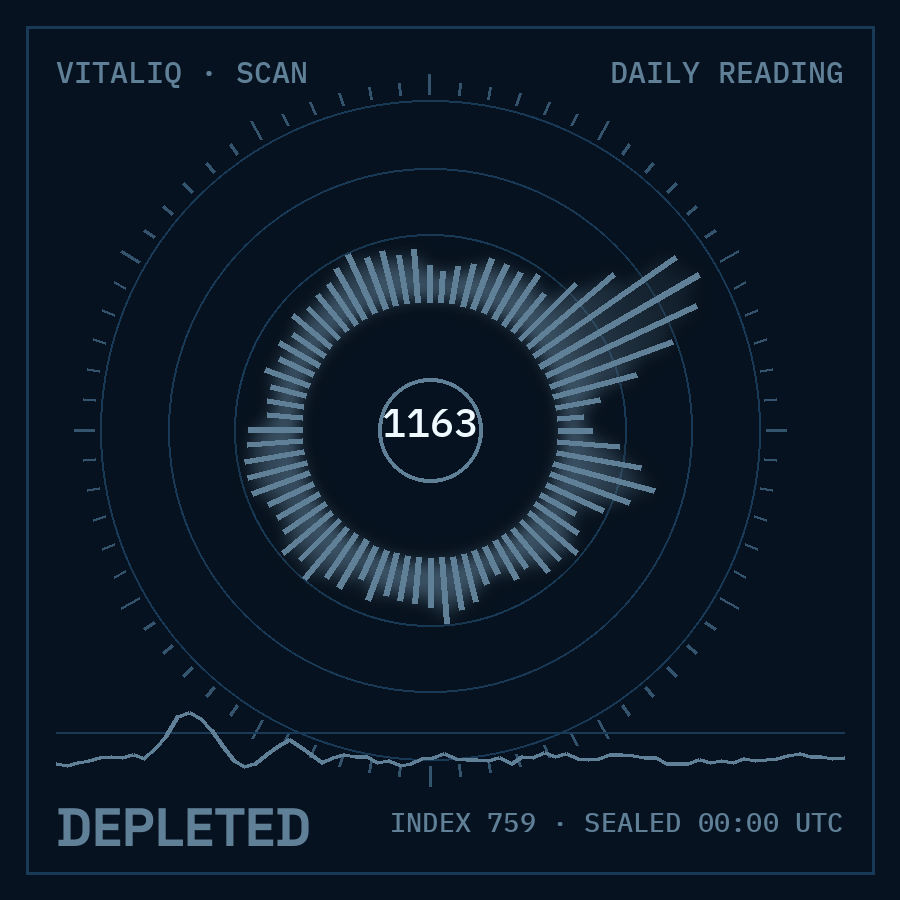 VITALIQ · SCAN
DAILY READING
1163
DEPLETED
INDEX 759 · SEALED 00:00 UTC